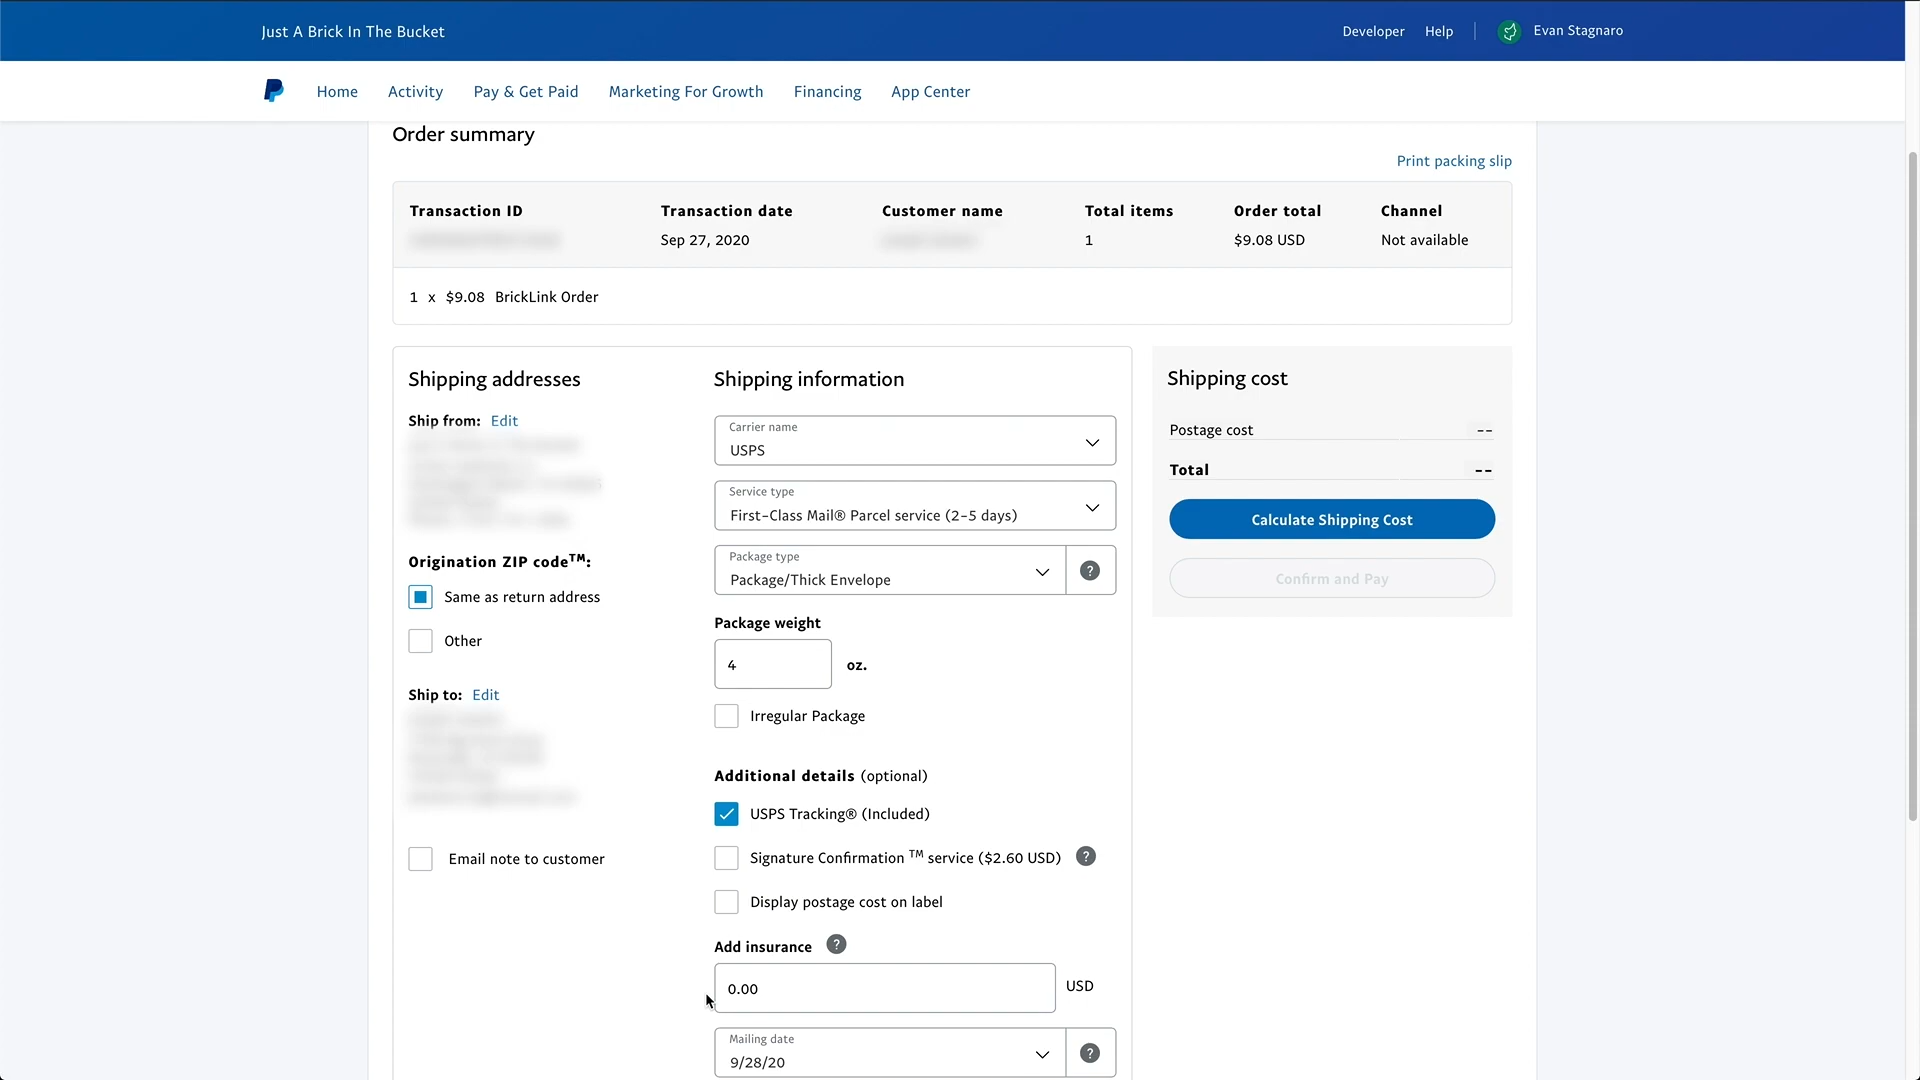 Just A Brick In The Bucket
Developer Help Evan Stagnaro
Home Activity Pay & Get Paid Marketing For Growth Financing App Center
Order summary
Print packing slip
Transaction ID Transaction date Customer name Total items Order total Channel
Sep 27, 2020 1 $9.08 USD Not available
1 x $9.08 BrickLink Order
Shipping addresses
Ship from: Edit
Origination ZIP code™:
Same as return address
Other
Ship to: Edit
Email note to customer
Shipping information
Carrier name
USPS
Service type
First-Class Mail® Parcel service (2-5 days)
Package type
Package/Thick Envelope
?
Package weight
4 oz.
Irregular Package
Additional details (optional)
USPS Tracking® (Included)
Signature Confirmation ™ service ($2.60 USD) ?
Display postage cost on label
Add insurance ?
0.00 USD
Mailing date
9/28/20
?
Shipping cost
Postage cost --
Total --
Calculate Shipping Cost
Confirm and Pay